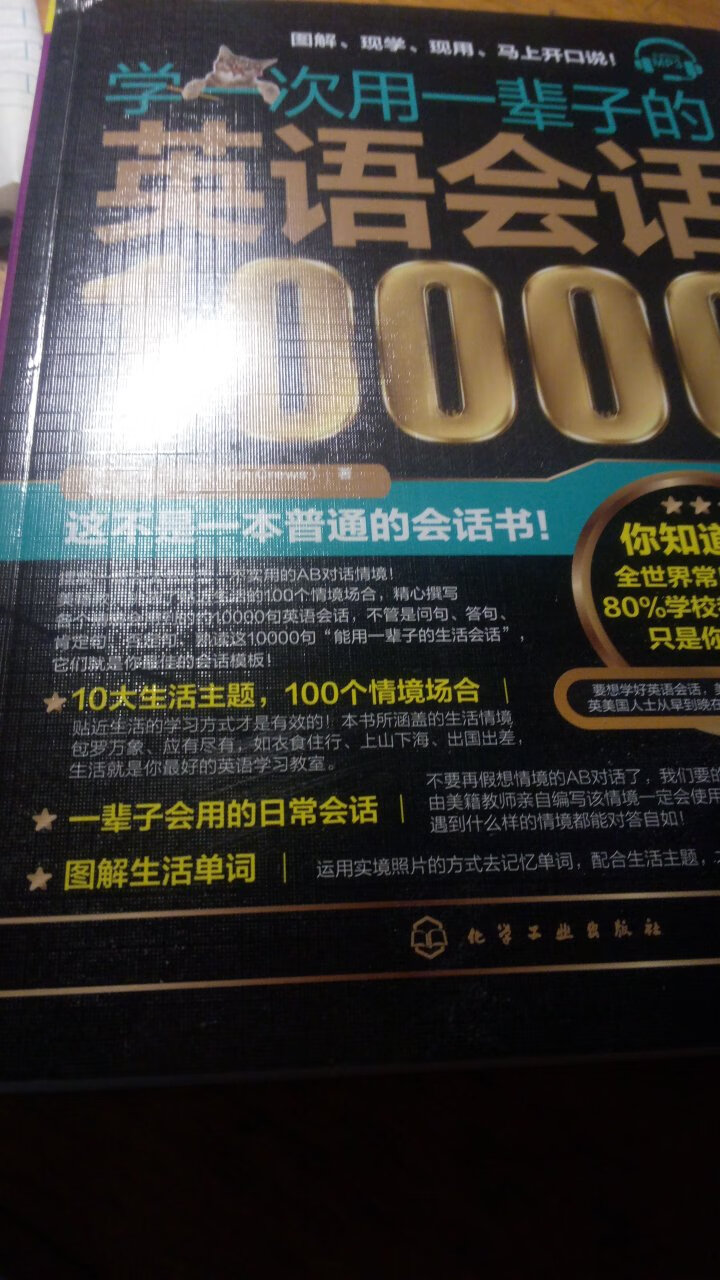 图解、现学、现用、马上开口说！
MP3
学一次用一辈子的
英语会话
10000
著
这不是一本普通的会话书！
不实用的AB对话情境！
的100个情境场合，精心撰写
10000句英语会话，不管是问句、答句、
肯定句、 读这10000句“能用一辈子的生活会话”，
它们就是你最佳的会话模板！
你知道
全世界常
80%学校
只是你
要想学好英语会话，
英美国人士从早到晚在
10大生活主题，100个情境场合
贴近生活的学习方式才是有效的！本书所涵盖的生活情境
包罗万象、应有尽有，如衣食住行、上山下海、出国出差，
生活就是你最好的英语学习教室。
一辈子会用的日常会话
不要再假想情境的AB对话了，我们要的
由美籍教师亲自编写该情境一定会使用
遇到什么样的情境都能对答自如！
图解生活单词
运用实境照片的方式去记忆单词，配合生活主题，
化学工业出版社